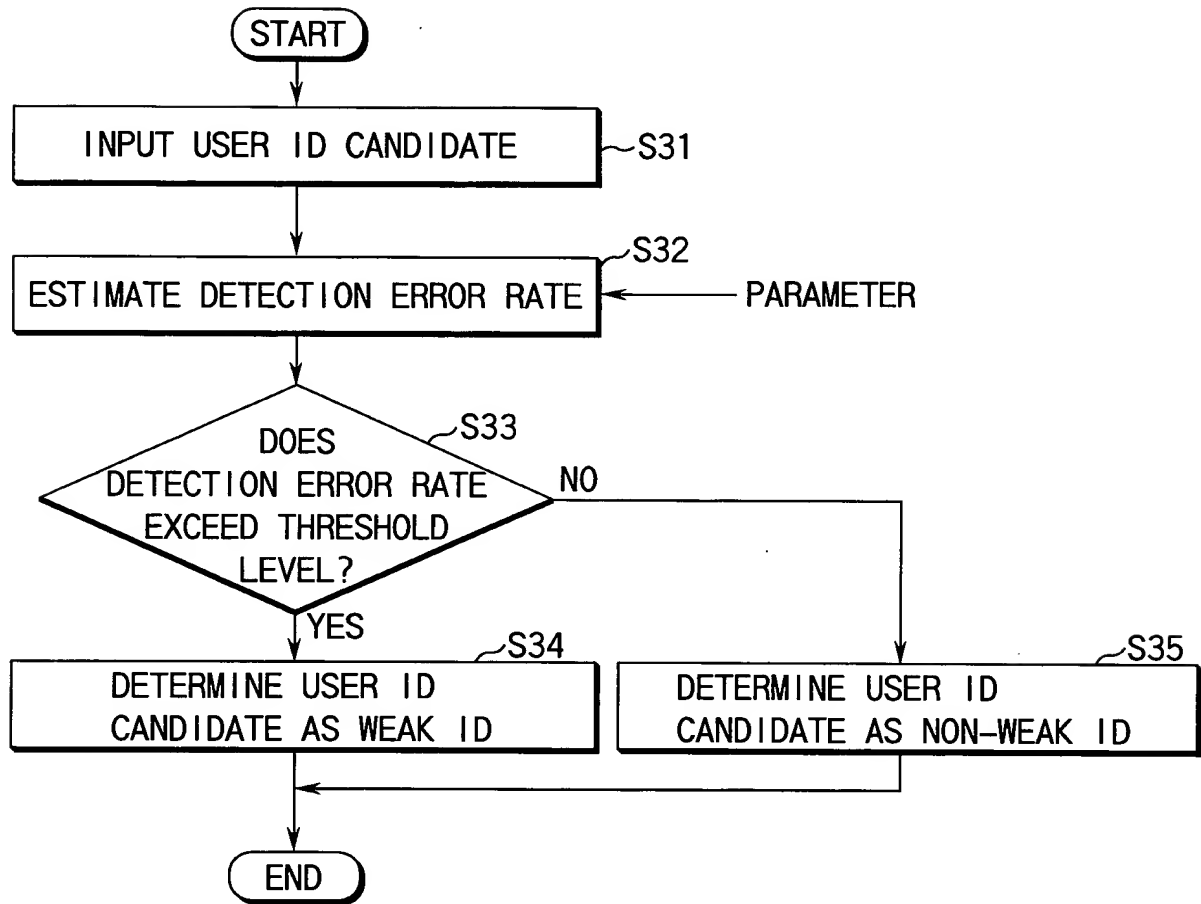 START
INPUT USER ID CANDIDATE
S31
S32
ESTIMATE DETECTION ERROR RATE
PARAMETER
S33
DOES
DETECTION ERROR RATE
EXCEED THRESHOLD
LEVEL?
NO
YES
S34
DETERMINE USER ID
CANDIDATE AS WEAK ID
S35
DETERMINE USER ID
CANDIDATE AS NON-WEAK ID
END